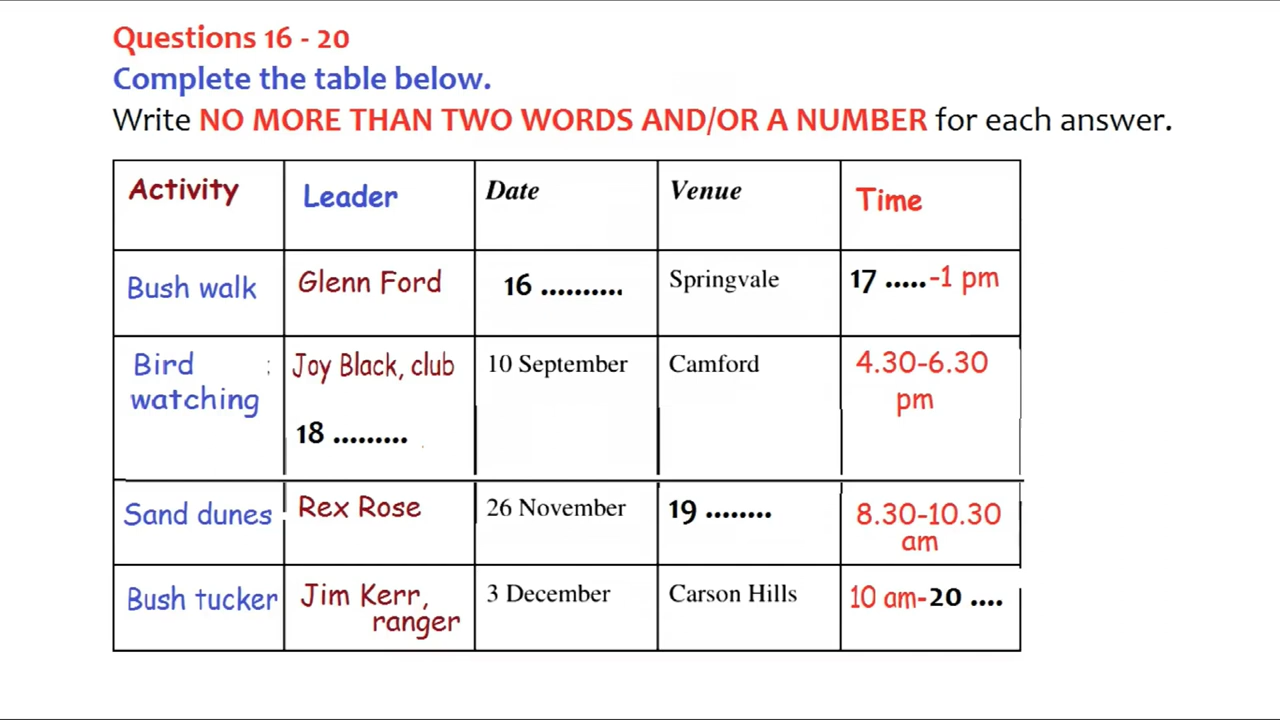 Questions 16 - 20
Complete the table below.
Write NO MORE THAN TWO WORDS AND/OR A NUMBER for each answer.
Activity Leader Date Venue Time
Bush walk Glenn Ford 16 .......... Springvale 17 .....-1 pm
Bird : Joy Black, club 10 September Camford 4.30-6.30
watching pm
18 .........
Sand dunes Rex Rose 26 November 19 ........ 8.30-10.30
am
Bush tucker Jim Kerr, 3 December Carson Hills 10 am-20 ....
ranger